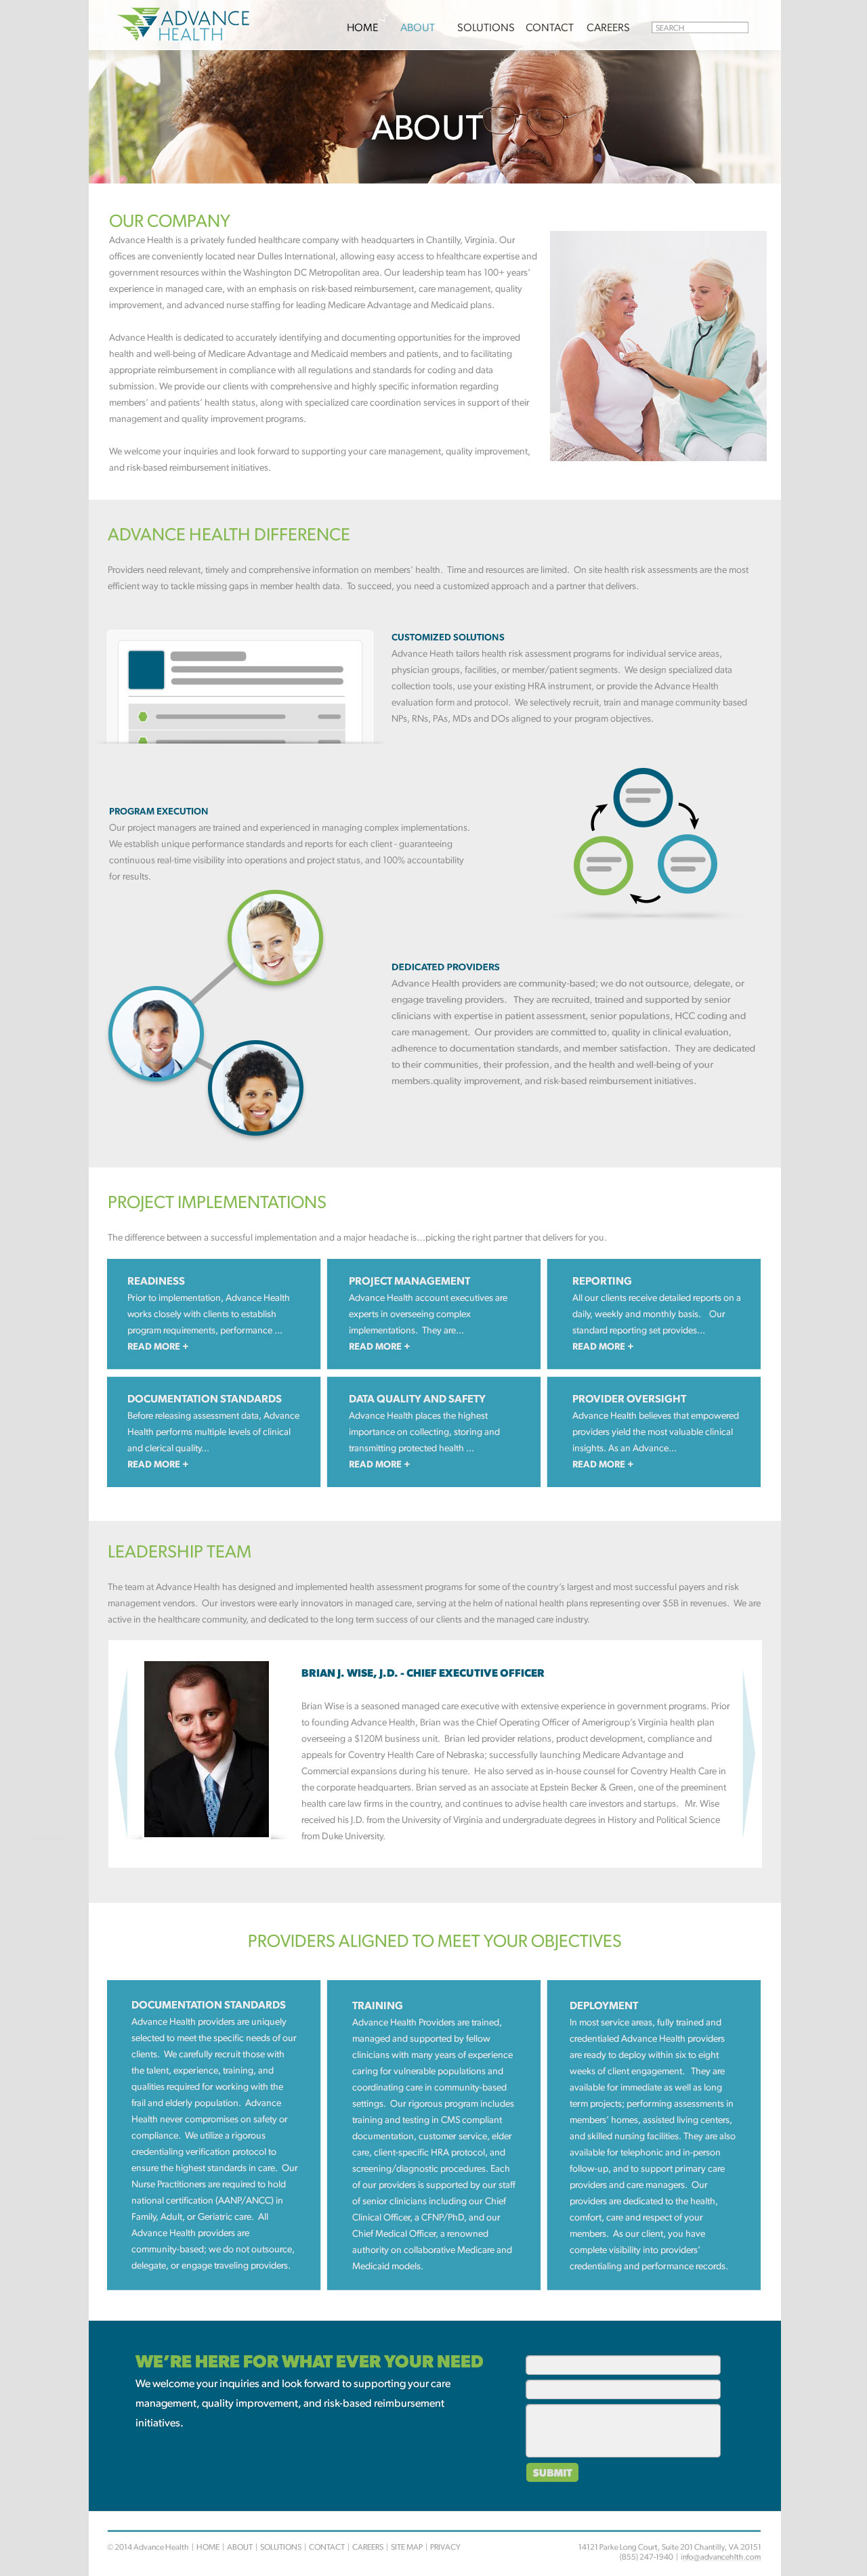 ADVANCE
HEALTH
HOME ABOUT SOLUTIONS CONTACT CAREERS SEARCH
ABOUT
OUR COMPANY
Advance Health is a privately funded healthcare company with headquarters in Chantilly, Virginia. Our
offices are conveniently located near Dulles International, allowing easy access to hfealthcare expertise and
government resources within the Washington DC Metropolitan area. Our leadership team has 100+ years'
experience in managed care, with an emphasis on risk-based reimbursement, care management, quality
improvement, and advanced nurse staffing for leading Medicare Advantage and Medicaid plans.
Advance Health is dedicated to accurately identifying and documenting opportunities for the improved
health and well-being of Medicare Advantage and Medicaid members and patients, and to facilitating
appropriate reimbursement in compliance with all regulations and standards for coding and data
submission. We provide our clients with comprehensive and highly specific information regarding
members' and patients' health status, along with specialized care coordination services in support of their
management and quality improvement programs.
We welcome your inquiries and look forward to supporting your care management, quality improvement,
and risk-based reimbursement initiatives.
ADVANCE HEALTH DIFFERENCE
Providers need relevant, timely and comprehensive information on members' health. Time and resources are limited. On site health risk assessments are the most
efficient way to tackle missing gaps in member health data. To succeed, you need a customized approach and a partner that delivers.
CUSTOMIZED SOLUTIONS
Advance Heath tailors health risk assessment programs for individual service areas,
physician groups, facilities, or member/patient segments. We design specialized data
collection tools, use your existing HRA instrument, or provide the Advance Health
evaluation form and protocol. We selectively recruit, train and manage community based
NPs, RNs, PAs, MDs and DOs aligned to your program objectives.
PROGRAM EXECUTION
Our project managers are trained and experienced in managing complex implementations.
We establish unique performance standards and reports for each client - guaranteeing
continuous real-time visibility into operations and project status, and 100% accountability
for results.
DEDICATED PROVIDERS
Advance Health providers are community-based; we do not outsource, delegate, or
engage traveling providers. They are recruited, trained and supported by senior
clinicians with expertise in patient assessment, senior populations, HCC coding and
care management. Our providers are committed to, quality in clinical evaluation,
adherence to documentation standards, and member satisfaction. They are dedicated
to their communities, their profession, and the health and well-being of your
members.quality improvement, and risk-based reimbursement initiatives.
PROJECT IMPLEMENTATIONS
The difference between a successful implementation and a major headache is...picking the right partner that delivers for you.
READINESS
Prior to implementation, Advance Health
works closely with clients to establish
program requirements, performance ...
READ MORE +
PROJECT MANAGEMENT
Advance Health account executives are
experts in overseeing complex
implementations. They are...
READ MORE +
REPORTING
All our clients receive detailed reports on a
daily, weekly and monthly basis. Our
standard reporting set provides...
READ MORE +
DOCUMENTATION STANDARDS
Before releasing assessment data, Advance
Health performs multiple levels of clinical
and clerical quality...
READ MORE +
DATA QUALITY AND SAFETY
Advance Health places the highest
importance on collecting, storing and
transmitting protected health ...
READ MORE +
PROVIDER OVERSIGHT
Advance Health believes that empowered
providers yield the most valuable clinical
insights. As an Advance...
READ MORE +
LEADERSHIP TEAM
The team at Advance Health has designed and implemented health assessment programs for some of the country's largest and most successful payers and risk
management vendors. Our investors were early innovators in managed care, serving at the helm of national health plans representing over $5B in revenues. We are
active in the healthcare community, and dedicated to the long term success of our clients and the managed care industry.
BRIAN J. WISE, J.D. - CHIEF EXECUTIVE OFFICER
Brian Wise is a seasoned managed care executive with extensive experience in government programs. Prior
to founding Advance Health, Brian was the Chief Operating Officer of Amerigroup's Virginia health plan
overseeing a $120M business unit. Brian led provider relations, product development, compliance and
appeals for Coventry Health Care of Nebraska; successfully launching Medicare Advantage and
Commercial expansions during his tenure. He also served as in-house counsel for Coventry Health Care in
the corporate headquarters. Brian served as an associate at Epstein Becker & Green, one of the preeminent
health care law firms in the country, and continues to advise health care investors and startups. Mr. Wise
received his J.D. from the University of Virginia and undergraduate degrees in History and Political Science
from Duke University.
PROVIDERS ALIGNED TO MEET YOUR OBJECTIVES
DOCUMENTATION STANDARDS
Advance Health providers are uniquely
selected to meet the specific needs of our
clients. We carefully recruit those with
the talent, experience, training, and
qualities required for working with the
frail and elderly population. Advance
Health never compromises on safety or
compliance. We utilize a rigorous
credentialing verification protocol to
ensure the highest standards in care. Our
Nurse Practitioners are required to hold
national certification (AANP/ANCC) in
Family, Adult, or Geriatric care. All
Advance Health providers are
community-based; we do not outsource,
delegate, or engage traveling providers.
TRAINING
Advance Health Providers are trained,
managed and supported by fellow
clinicians with many years of experience
caring for vulnerable populations and
coordinating care in community-based
settings. Our rigorous program includes
training and testing in CMS compliant
documentation, customer service, elder
care, client-specific HRA protocol, and
screening/diagnostic procedures. Each
of our providers is supported by our staff
of senior clinicians including our Chief
Clinical Officer, a CFNP/PhD, and our
Chief Medical Officer, a renowned
authority on collaborative Medicare and
Medicaid models.
DEPLOYMENT
In most service areas, fully trained and
credentialed Advance Health providers
are ready to deploy within six to eight
weeks of client engagement. They are
available for immediate as well as long
term projects; performing assessments in
members' homes, assisted living centers,
and skilled nursing facilities. They are also
available for telephonic and in-person
follow-up, and to support primary care
providers and care managers. Our
providers are dedicated to the health,
comfort, care and respect of your
members. As our client, you have
complete visibility into providers'
credentialing and performance records.
WE'RE HERE FOR WHAT EVER YOUR NEED
We welcome your inquiries and look forward to supporting your care
management, quality improvement, and risk-based reimbursement
initiatives.
SUBMIT
© 2014 Advance Health | HOME | ABOUT | SOLUTIONS | CONTACT | CAREERS | SITE MAP | PRIVACY
14121 Parke Long Court, Suite 201 Chantilly, VA 20151
(855) 247-1940 | info@advancehlth.com